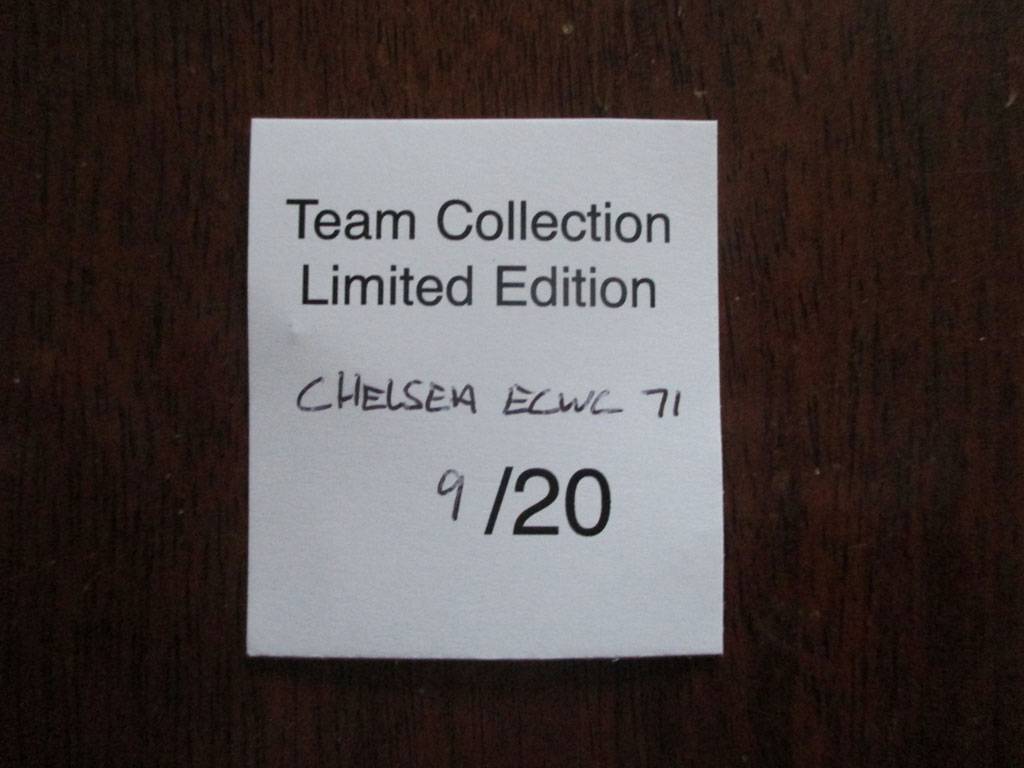 Team Collection
Limited Edition
CHELSEA ECWC 71
9/20